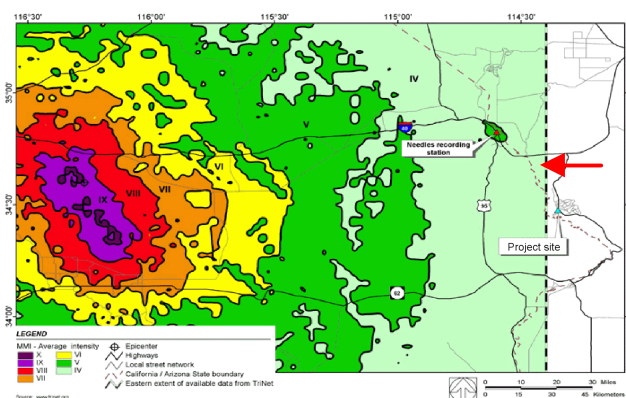 116°30' 116°00' 115°30' 115°00' 114°30'
35°00'
34°30'
34°00'
IV
V
VI
VII
VIII
IX
40
95
62
Needles recording
station
Project site
LEGEND
MMI - Average intensity
X
IX
VIII
VII
VI
V
IV
Epicenter
Highways
Local street network
California / Arizona State boundary
Eastern extent of available data from TriNet
0 10 20 30 Miles
0 15 30 45 Kilometers